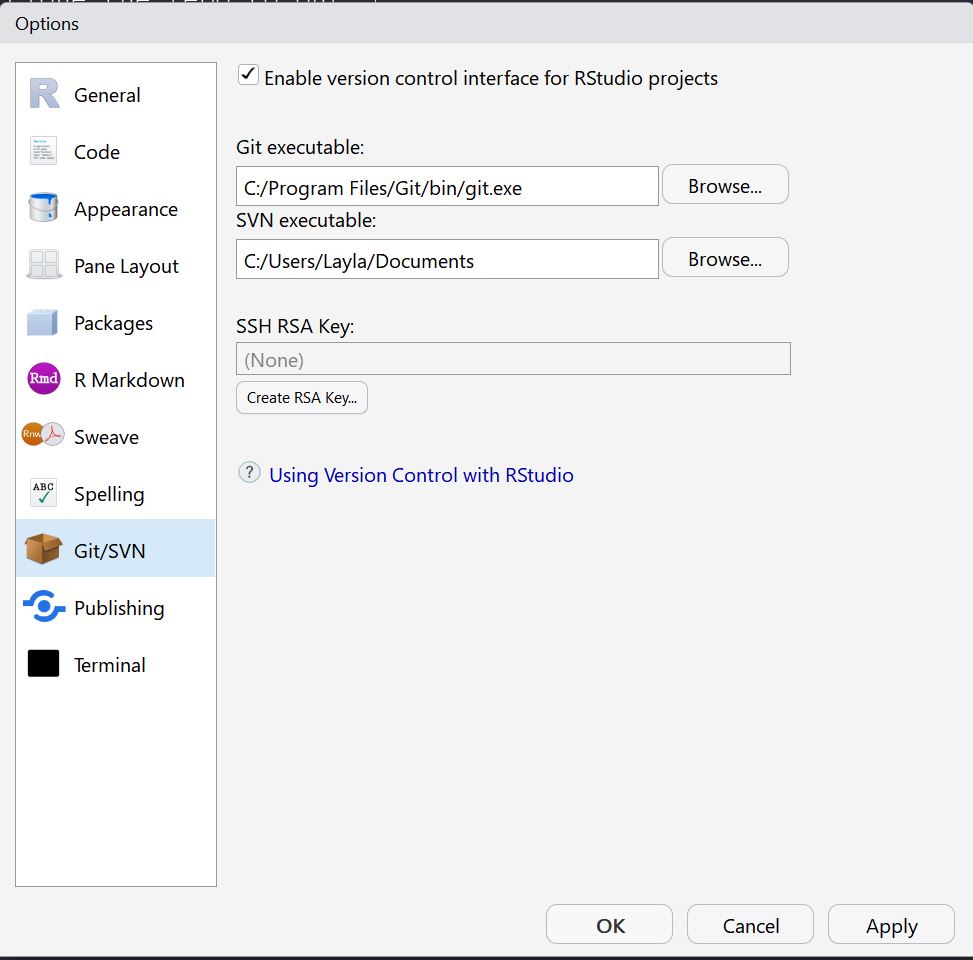 Options
General
Code
Appearance
Pane Layout
Packages
Rmd
R Markdown
Rnw
Sweave
ABC
Spelling
Git/SVN
Publishing
Terminal
Enable version control interface for RStudio projects
Git executable:
C:/Program Files/Git/bin/git.exe
Browse...
SVN executable:
C:/Users/Layla/Documents
Browse...
SSH RSA Key:
(None)
Create RSA Key...
? Using Version Control with RStudio
OK
Cancel
Apply